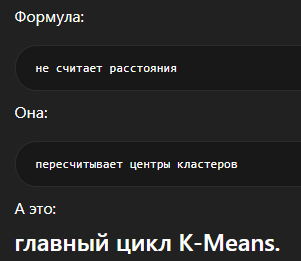 Формула:
не считает расстояния
Она:
пересчитывает центры кластеров
А это:
главный цикл K-Means.